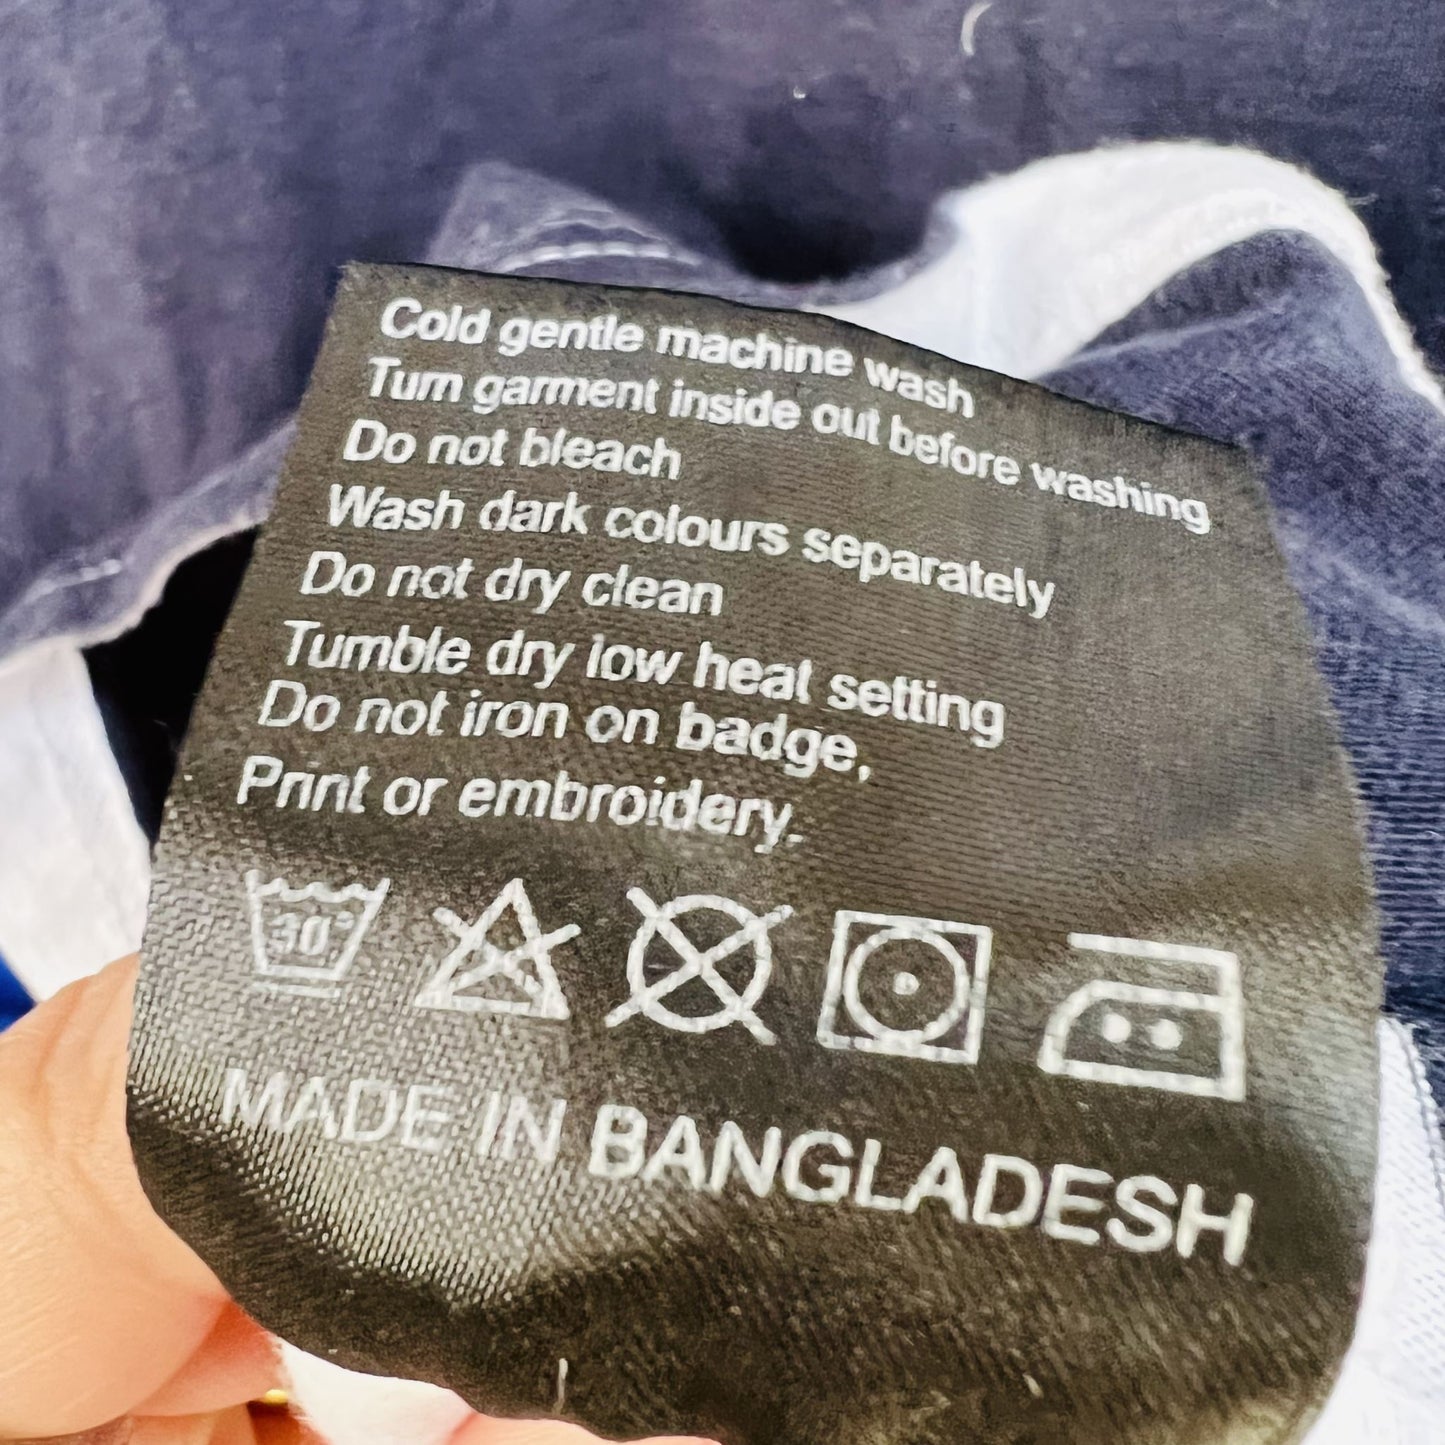 Cold gentle machine wash
Turn garment inside out before washing
Do not bleach
Wash dark colours separately
Do not dry clean
Tumble dry low heat setting
Do not iron on badge,
Print or embroidery.
30°
MADE IN BANGLADESH